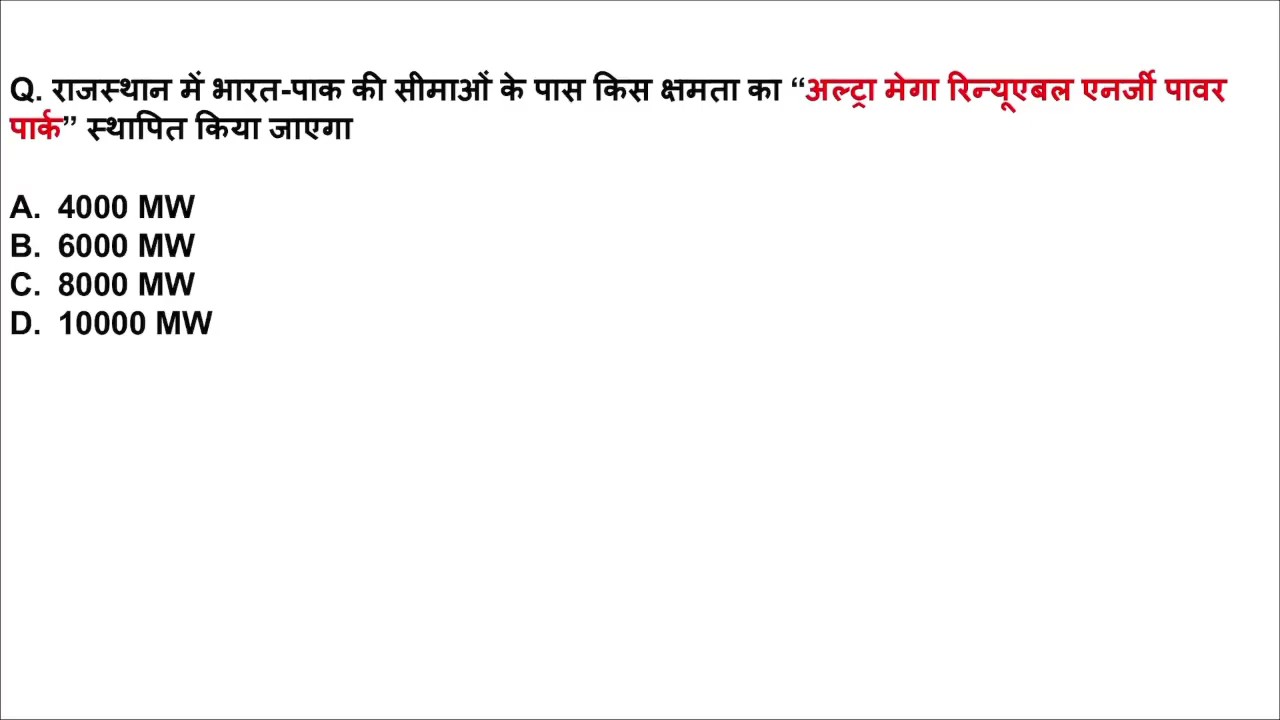 Q. राजस्थान में भारत-पाक की सीमाओं के पास किस क्षमता का “अल्ट्रा मेगा रिन्यूएबल एनर्जी पावर
पार्क” स्थापित किया जाएगा
A. 4000 MW
B. 6000 MW
C. 8000 MW
D. 10000 MW